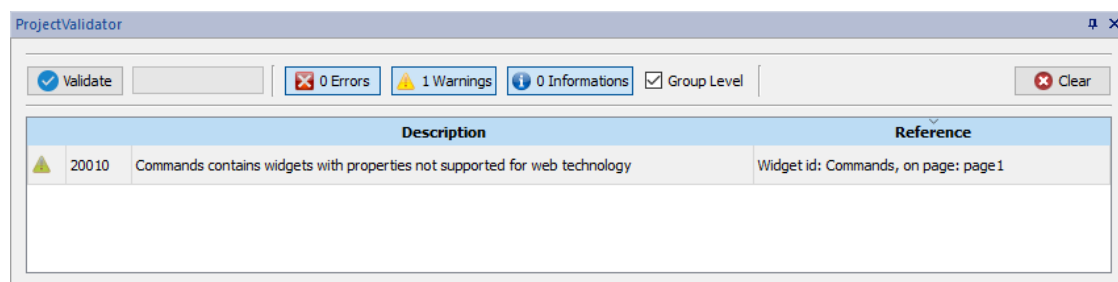 ProjectValidator
Validate 0 Errors 1 Warnings 0 Informations Group Level Clear
Description Reference
20010 Commands contains widgets with properties not supported for web technology Widget id: Commands, on page: page1